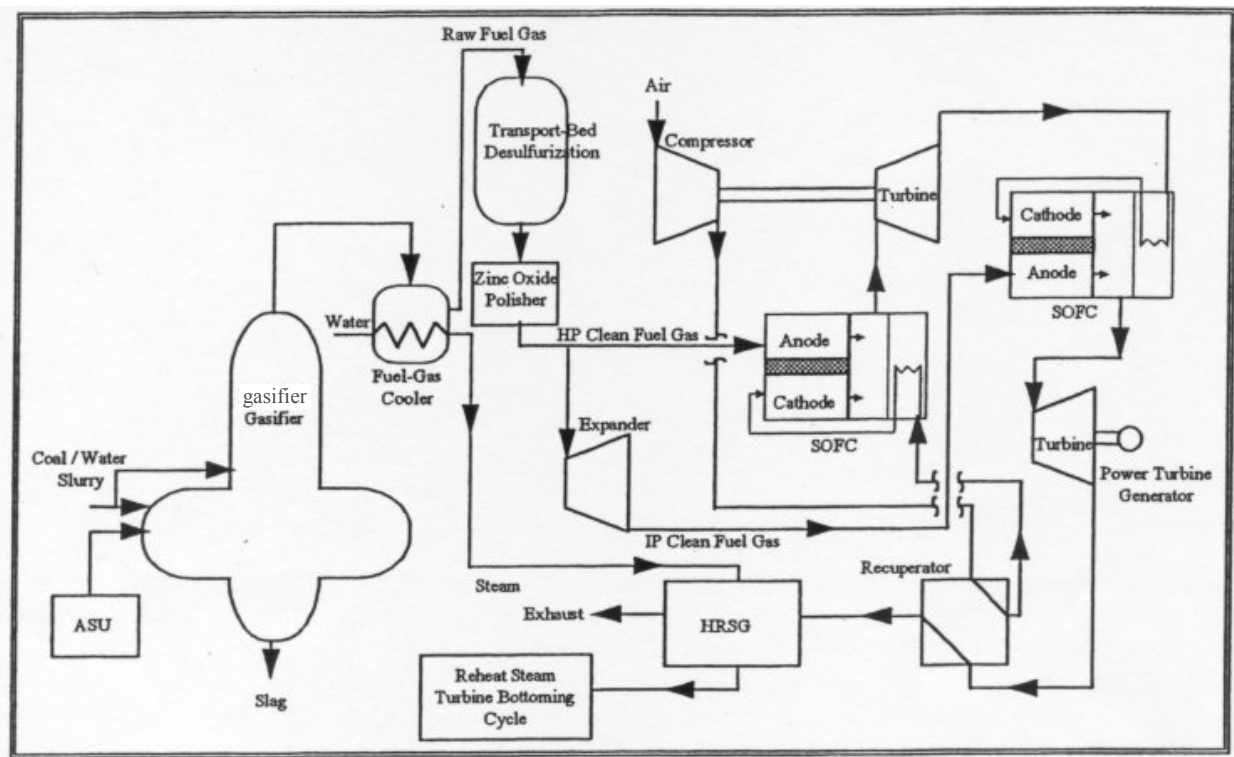 Raw Fuel Gas
Air
Transport-Bed
Desulfurization
Compressor
Turbine
Cathode
Anode
SOFC
Zinc Oxide
Polisher
Water
HP Clean Fuel Gas
Anode
Cathode
SOFC
Fuel-Gas
Cooler
gasifier
Gasifier
Expander
Turbine
Power Turbine
Generator
Coal / Water
Slurry
IP Clean Fuel Gas
Recuperator
Steam
Exhaust
HRSG
ASU
Slag
Reheat Steam
Turbine Bottoming
Cycle